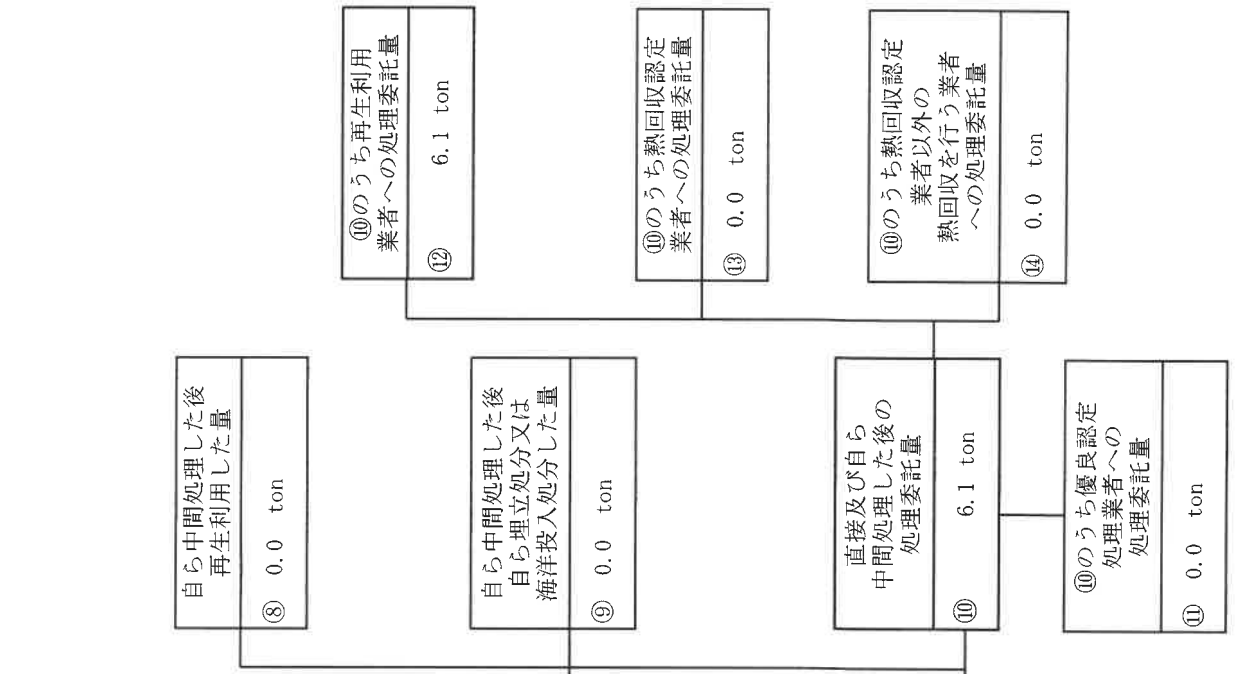 ⑩のうち再生利用
業者への処理委託量
⑫ 6.1 ton
⑩のうち熱回収認定
業者への処理委託量
⑬ 0.0 ton
⑩のうち熱回収認定
業者以外の
熱回収を行う業者
への処理委託量
⑭ 0.0 ton
自ら中間処理した後
再生利用した量
⑧ 0.0 ton
自ら中間処理した後
自ら埋立処分又は
海洋投入処分した量
⑨ 0.0 ton
直接及び自ら
中間処理した後の
処理委託量
⑩ 6.1 ton
⑩のうち優良認定
処理業者への
処理委託量
⑪ 0.0 ton